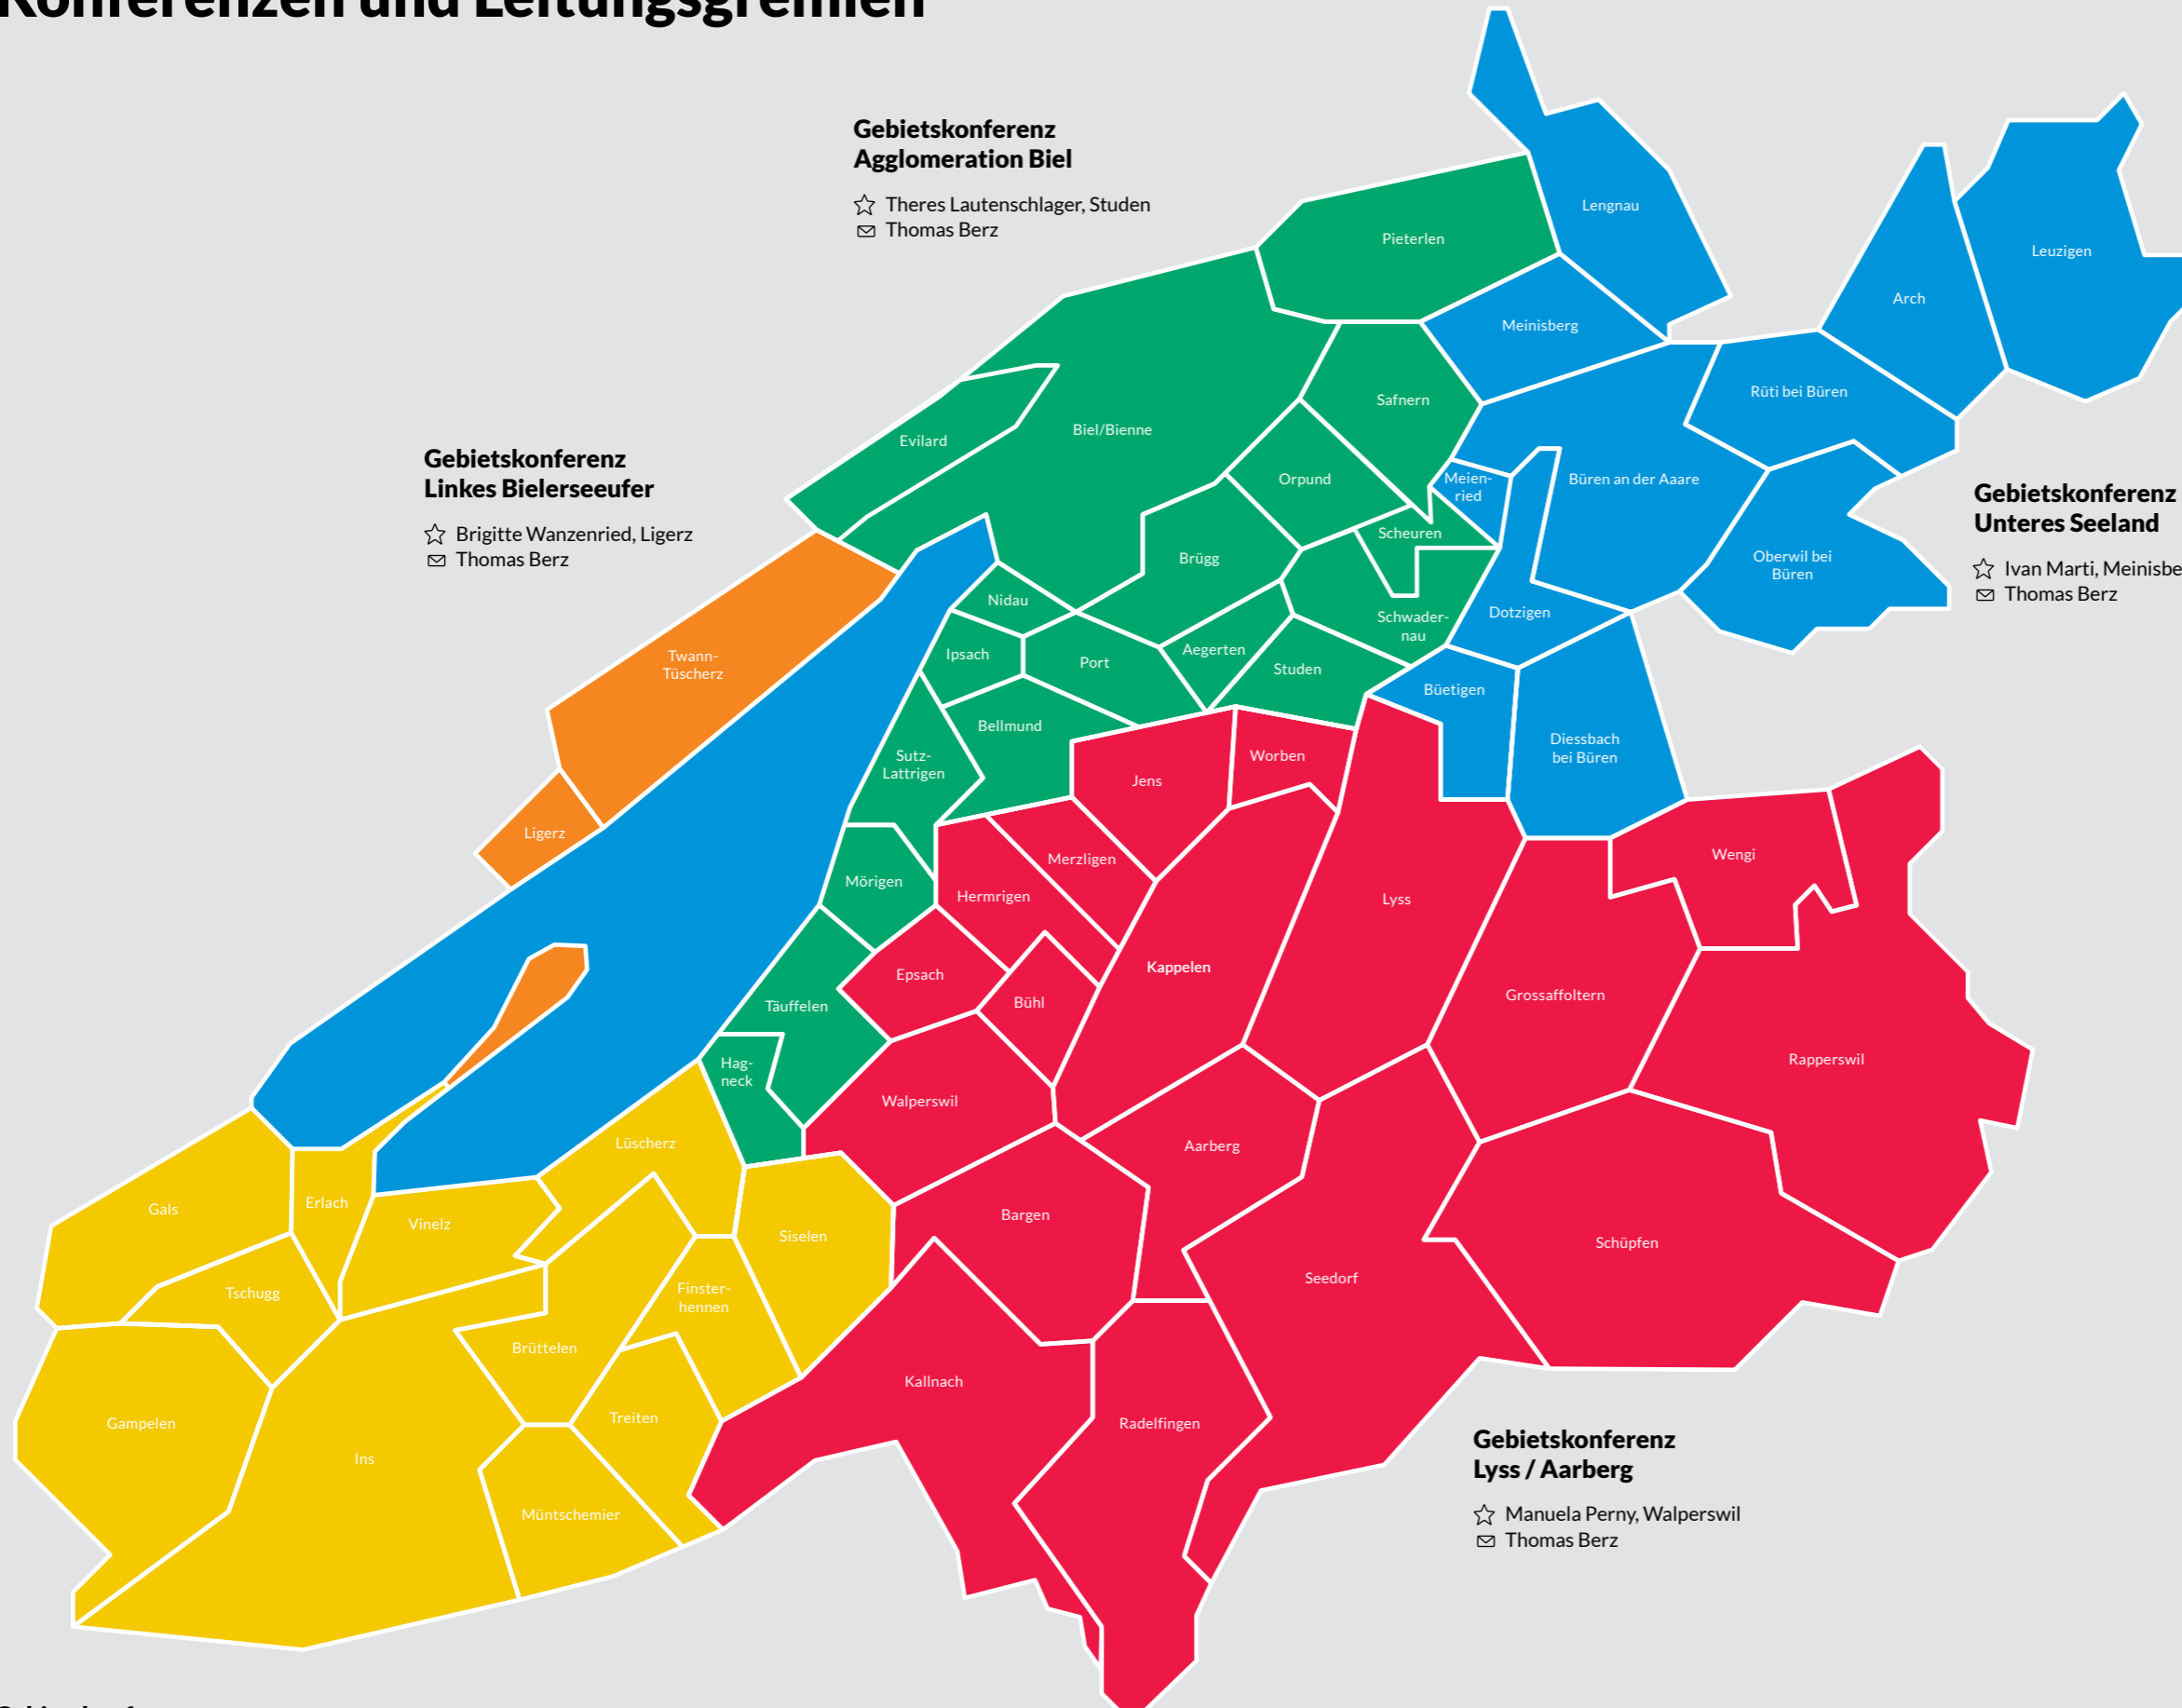 Konferenzen und Leitungsgremien
Gebietskonferenz
Agglomeration Biel
Theres Lautenschlager, Studen
Thomas Berz
Lengnau
Pieterlen
Leuzigen
Arch
Meinisberg
Rüti bei Büren
Safnern
Biel/Bienne
Evilard
Gebietskonferenz
Linkes Bielerseeufer
Brigitte Wanzenried, Ligerz
Thomas Berz
Orpund
Meien-
ried
Büren an der Aaare
Gebietskonferenz
Unteres Seeland
Ivan Marti, Meinisbe
Thomas Berz
Scheuren
Brügg
Oberwil bei
Büren
Nidau
Dotzigen
Schwader-
nau
Twann-
Tüscherz
Ipsach
Port
Aegerten
Studen
Büetigen
Bellmund
Diessbach
bei Büren
Sutz-
Lattrigen
Jens
Worben
Ligerz
Wengi
Merzligen
Mörigen
Hermrigen
Lyss
Kappelen
Epsach
Grossaffoltern
Bühl
Täuffelen
Rapperswil
Hag-
neck
Walperswil
Lüscherz
Aarberg
Erlach
Gals
Vinelz
Bargen
Siselen
Schüpfen
Seedorf
Tschugg
Finster-
hennen
Brüttelen
Kallnach
Treiten
Gampelen
Radelfingen
Ins
Müntschemier
Gebietskonferenz
Lyss / Aarberg
Manuela Perny, Walperswil
Thomas Berz